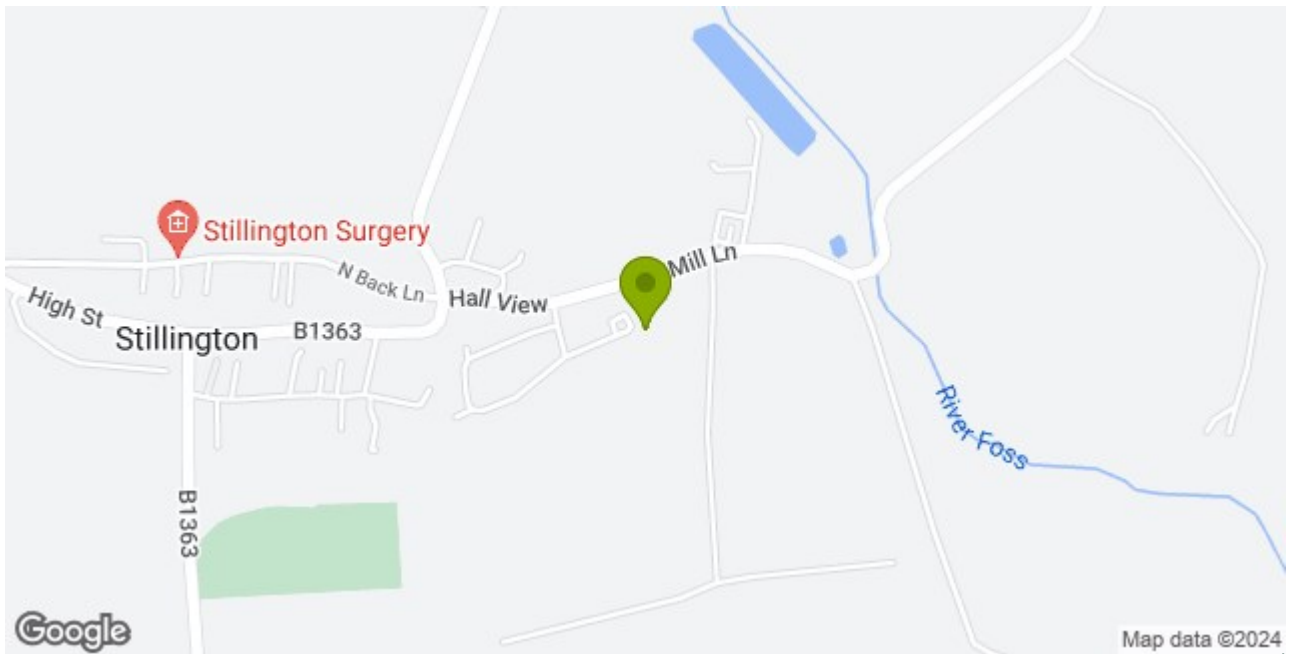 Stillington Surgery
Mill Ln
N Back Ln
Hall View
High St
B1363
Stillington
River Foss
B1363
Google
Map data ©2024